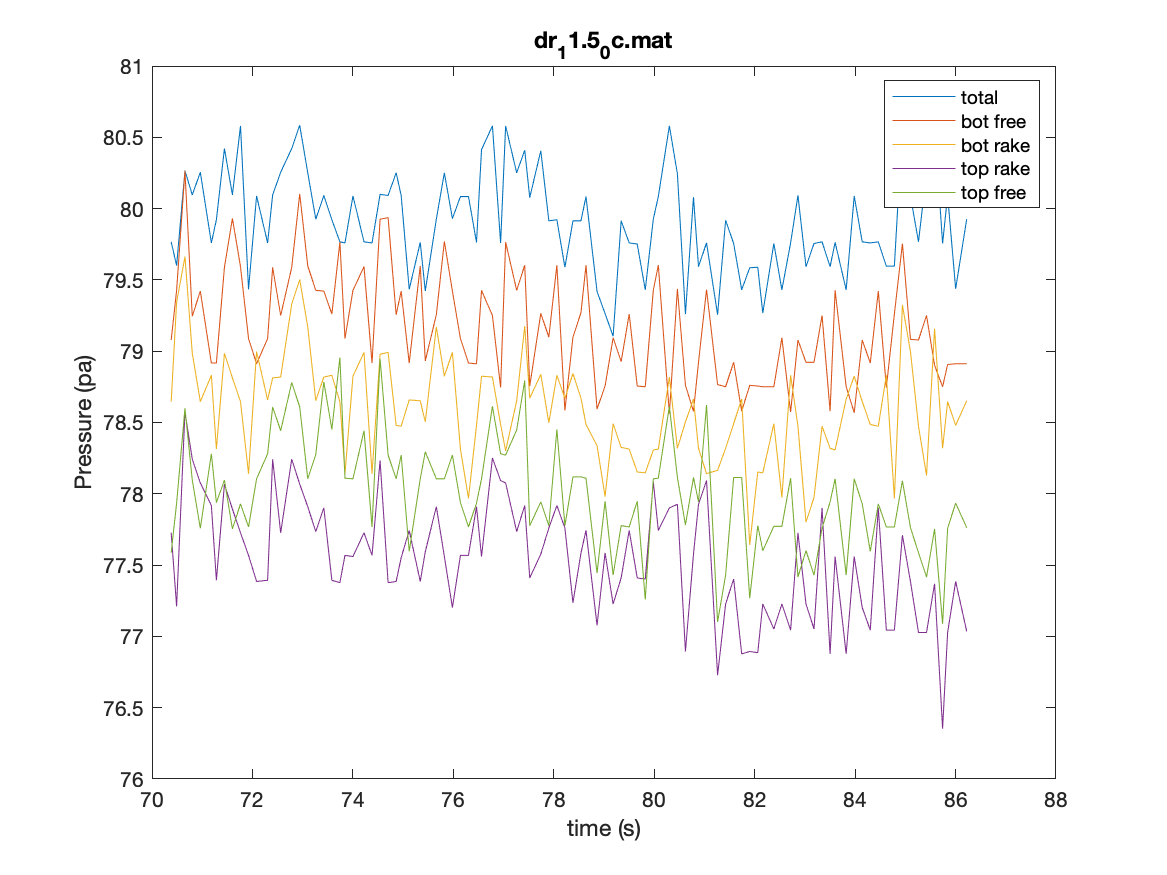 dr₁1.5₀c.mat
81
80.5
80
79.5
79
78.5
78
77.5
77
76.5
76
Pressure (pa)
total
bot free
bot rake
top rake
top free
70 72 74 76 78 80 82 84 86 88
time (s)